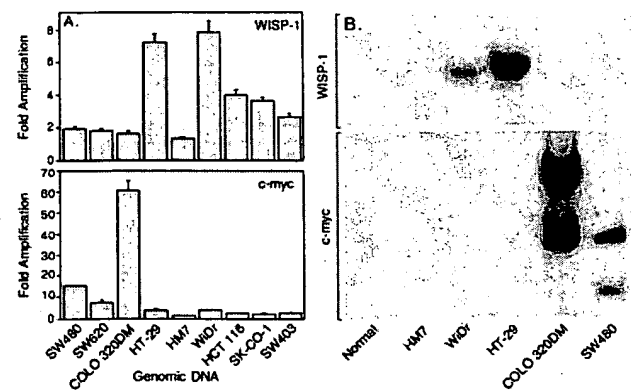 A.
WISP-1
Fold Amplification
8
6
4
2
0
c-myc
Fold Amplification
70
60
50
40
30
20
10
0
SW480
SW620
COLO 320DM
HT-29
HM7
WiDr
HCT 116
SK-CO-1
SW403
Genomic DNA
B.
WISP-1
c-myc
Normal
HM7
WiDr
HT-29
COLO 320DM
SW480